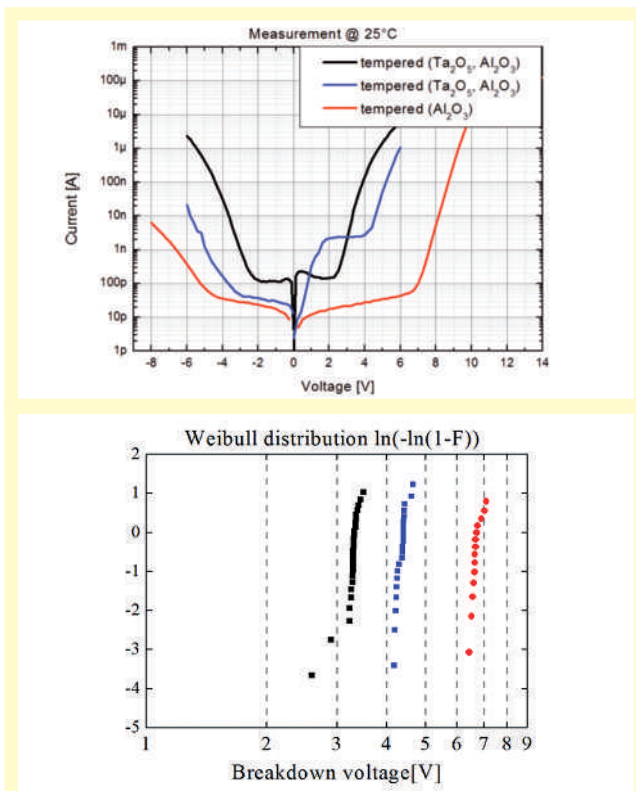 Measurement @ 25°C
1m
100µ
10µ
1µ
100n
10n
1n
100p
10p
1p
Current [A]
tempered (Ta₂O₅, Al₂O₃)
tempered (Ta₂O₅, Al₂O₃)
tempered (Al₂O₃)
-8 -6 -4 -2 0 2 4 6 8 10 12 14
Voltage [V]
Weibull distribution ln(-ln(1-F))
2
1
0
-1
-2
-3
-4
-5
1 2 3 4 5 6 7 8 9
Breakdown voltage[V]